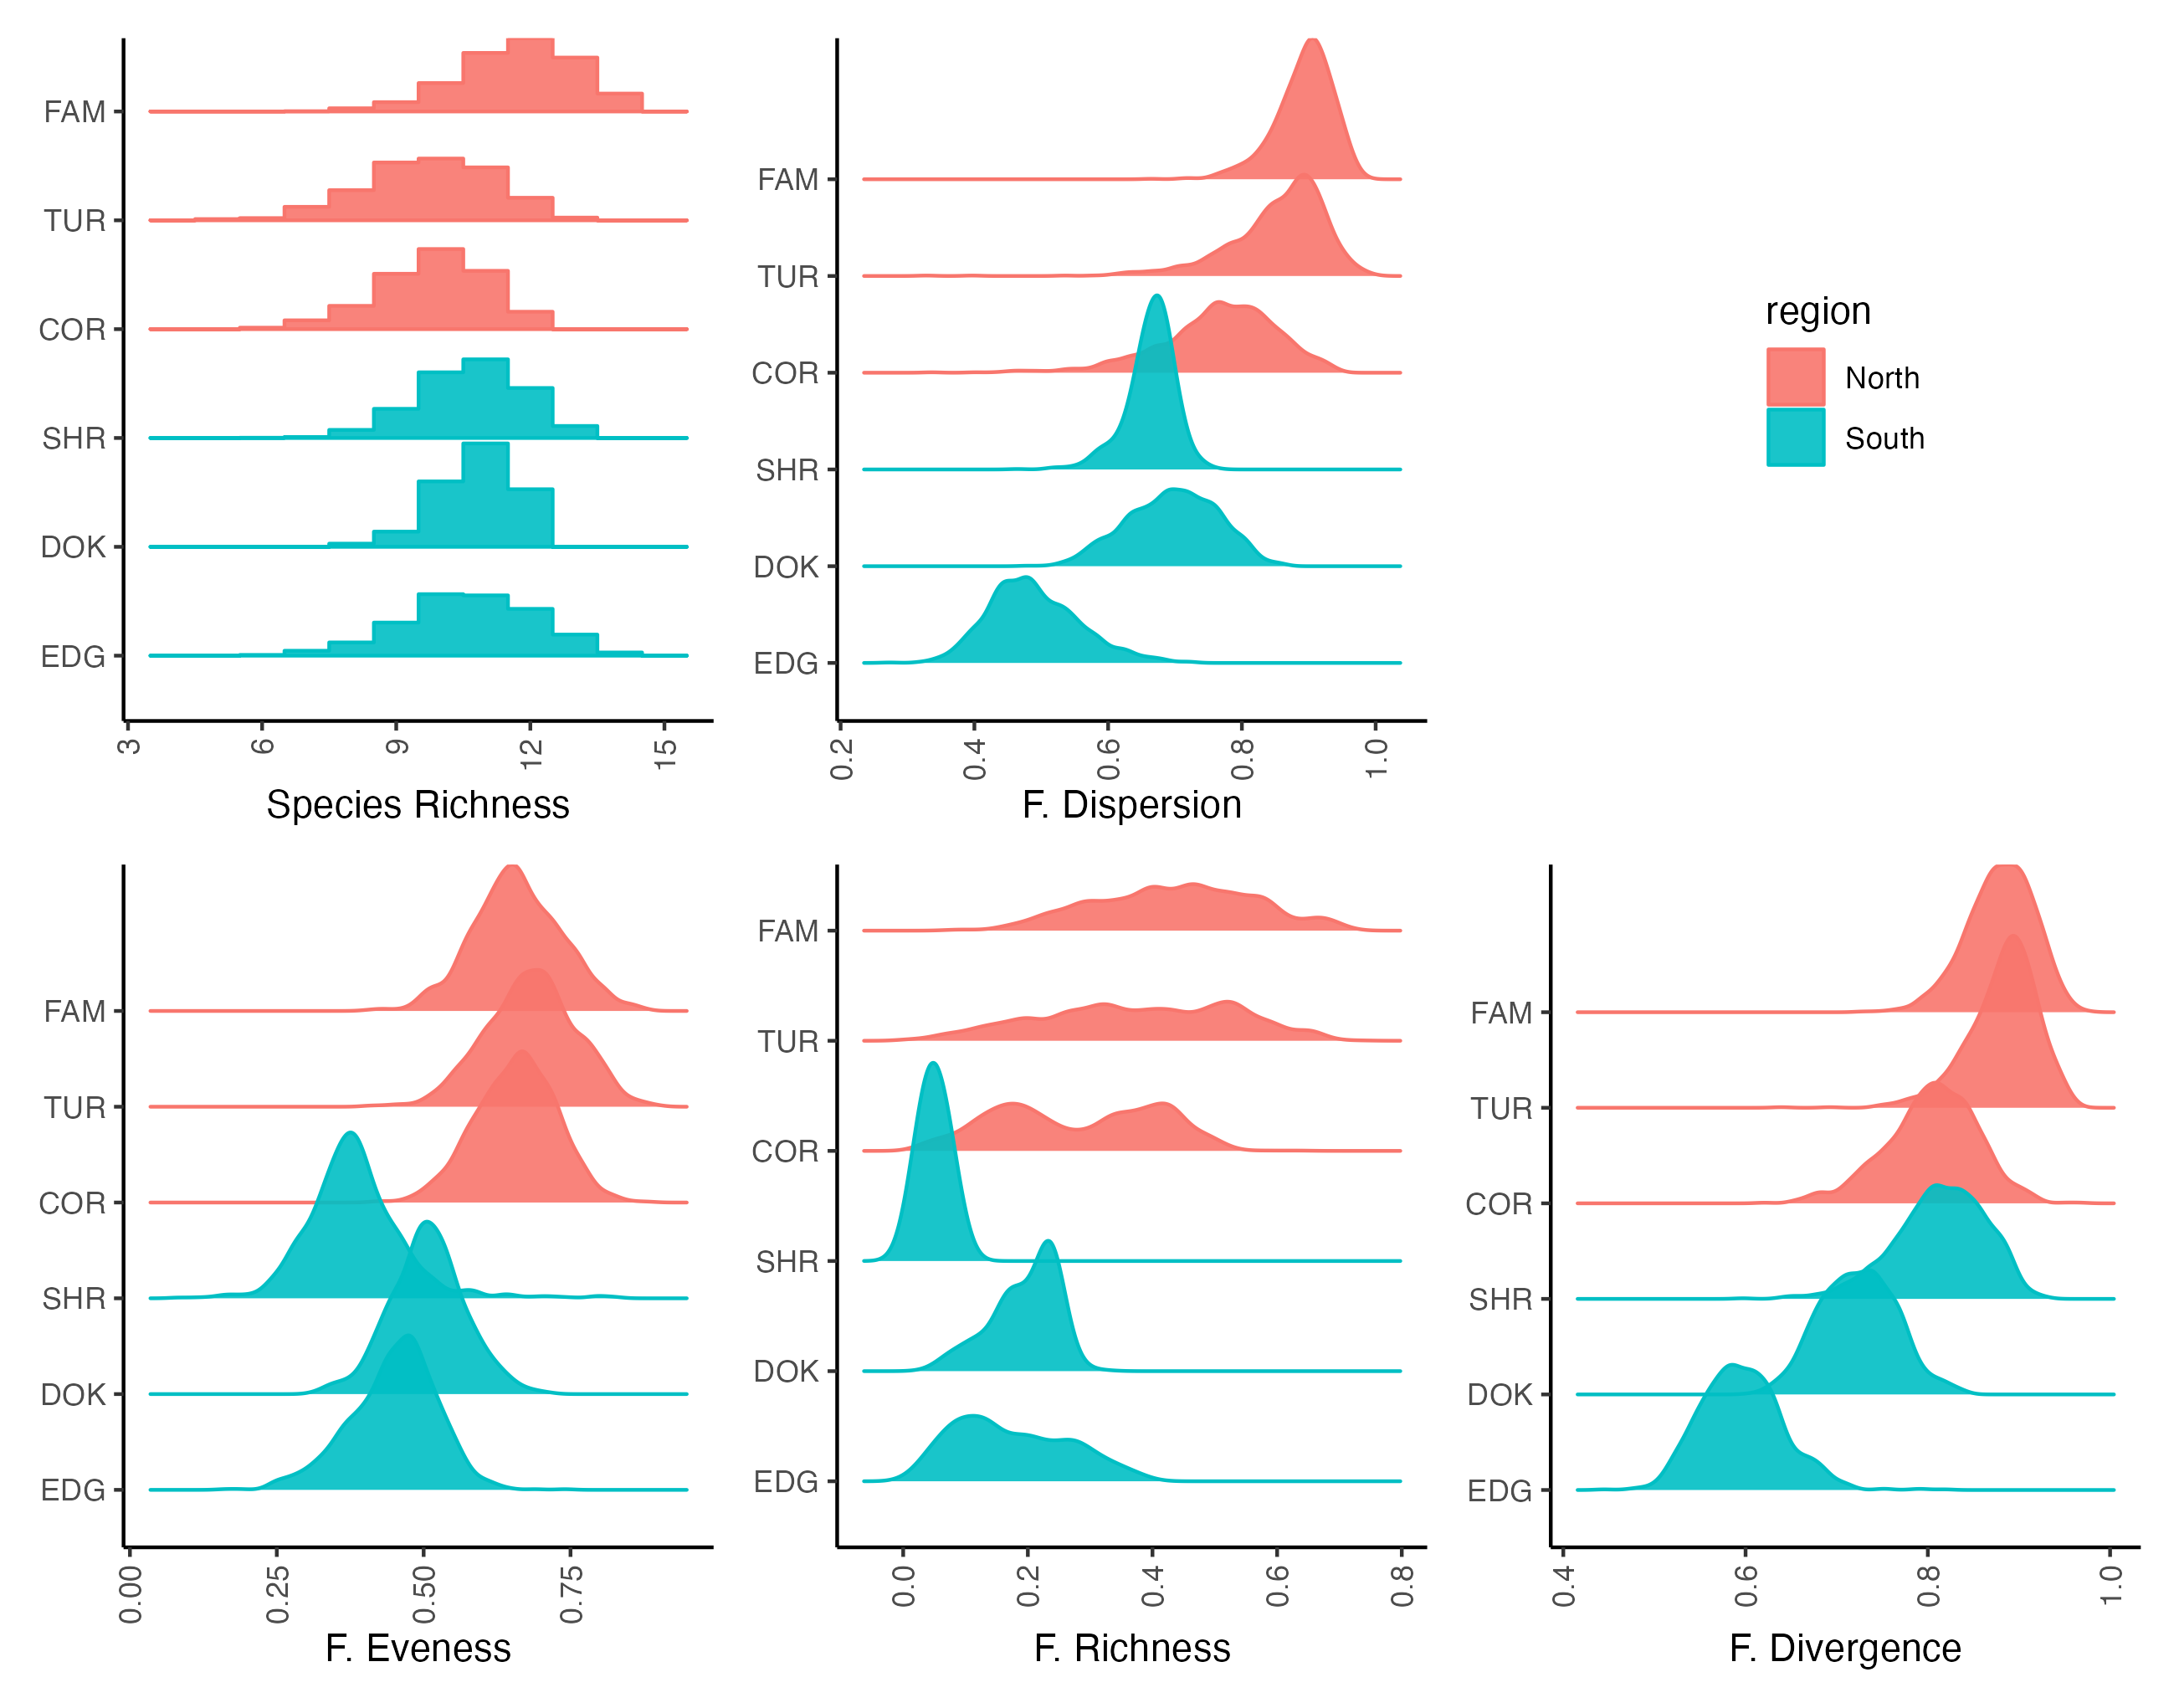 FAM
TUR
COR
SHR
DOK
EDG
3 6 9 12 15
Species Richness
FAM
TUR
COR
SHR
DOK
EDG
0.2 0.4 0.6 0.8 1.0
F. Dispersion
region
North
South
FAM
TUR
COR
SHR
DOK
EDG
0.00 0.25 0.50 0.75
F. Eveness
FAM
TUR
COR
SHR
DOK
EDG
0.0 0.2 0.4 0.6 0.8
F. Richness
FAM
TUR
COR
SHR
DOK
EDG
0.4 0.6 0.8 1.0
F. Divergence